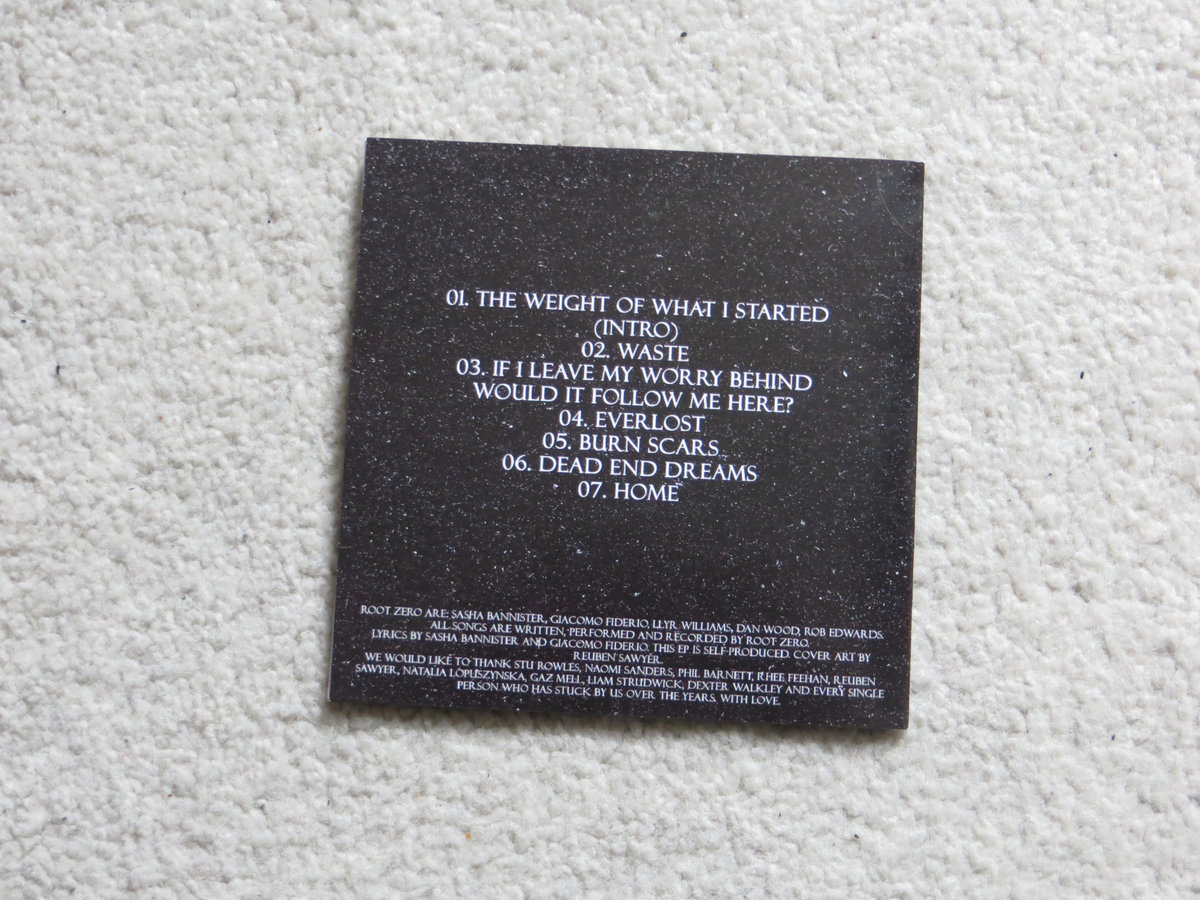 01. THE WEIGHT OF WHAT I STARTED
(INTRO)
02. WASTE
03. IF I LEAVE MY WORRY BEHIND
WOULD IT FOLLOW ME HERE?
04. EVERLOST
05. BURN SCARS
06. DEAD END DREAMS
07. HOME
ROOT ZERO ARE: SASHA BANNISTER, GIACOMO FIDERIO, LLYR WILLIAMS, DAN WOOD, ROB EDWARDS.
ALL SONGS ARE WRITTEN, PERFORMED AND RECORDED BY ROOT ZERO.
LYRICS BY SASHA BANNISTER AND GIACOMO FIDERIO. THIS EP IS SELF-PRODUCED. COVER ART BY
REUBEN SAWYER.
WE WOULD LIKE TO THANK STU ROWLES, NAOMI SANDERS, PHIL BARNETT, RHEE FEEHAN, REUBEN
SAWYER, NATALIA LOPUSZYNSKA, GAZ MELL, LIAM STRUDWICK, DEXTER WALKLEY AND EVERY SINGLE
PERSON WHO HAS STUCK BY US OVER THE YEARS. WITH LOVE.